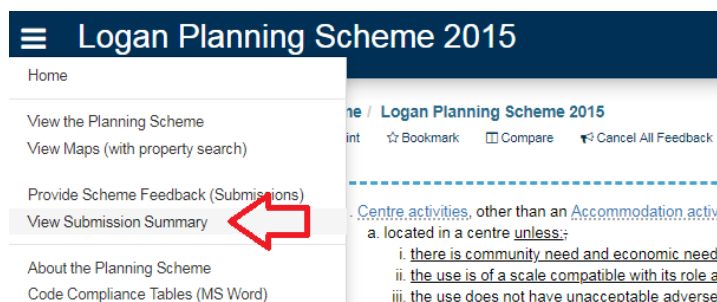 Logan Planning Scheme 2015
Home
View the Planning Scheme
View Maps (with property search)
Provide Scheme Feedback (Submissions)
View Submission Summary
About the Planning Scheme
Code Compliance Tables (MS Word)
/ Logan Planning Scheme 2015
Bookmark Compare Cancel All Feedback
. Centre activities, other than an Accommodation
a. located in a centre unless:;
i. there is community need and economic need
ii. the use is of a scale compatible with its role
iii. the use does not have unacceptable adverse